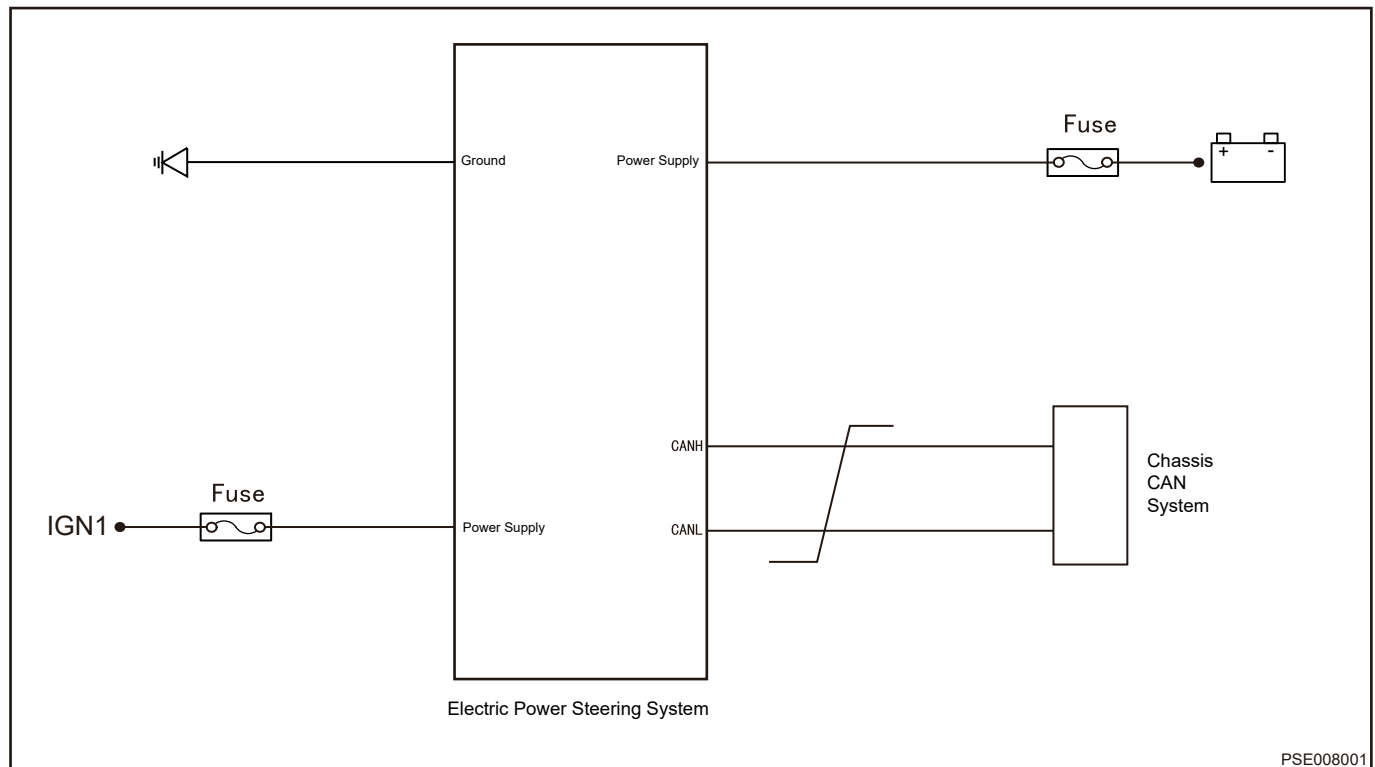 Fuse
+ -
Ground
Power Supply
CANH
Chassis
CAN
System
Fuse
IGN1
Power Supply
CANL
Electric Power Steering System
PSE008001